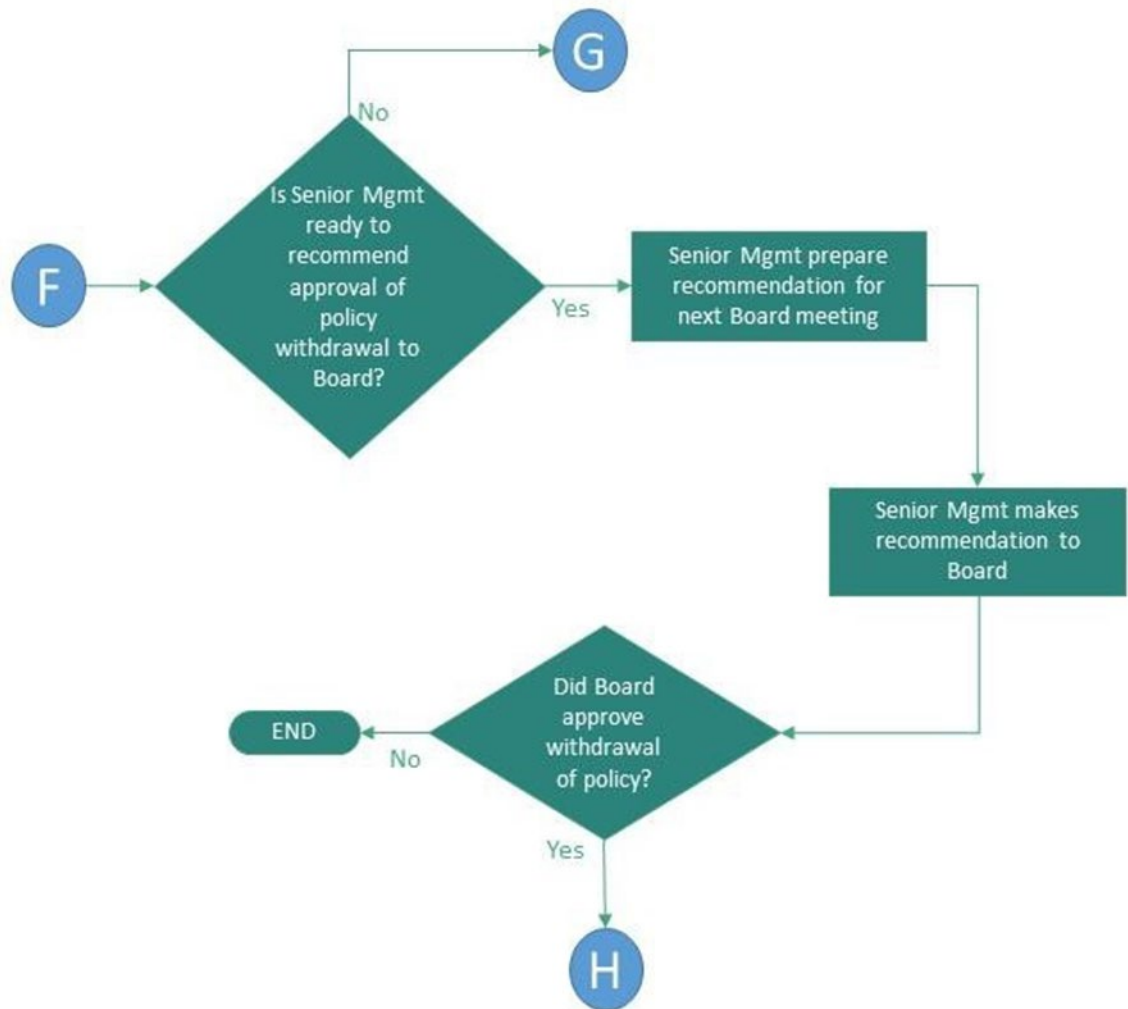 G
No
Is Senior Mgmt
ready to
recommend
approval of
policy
withdrawal to
Board?
F
Yes
Senior Mgmt prepare
recommendation for
next Board meeting
Senior Mgmt makes
recommendation to
Board
Did Board
approve
withdrawal
of policy?
END
No
Yes
H